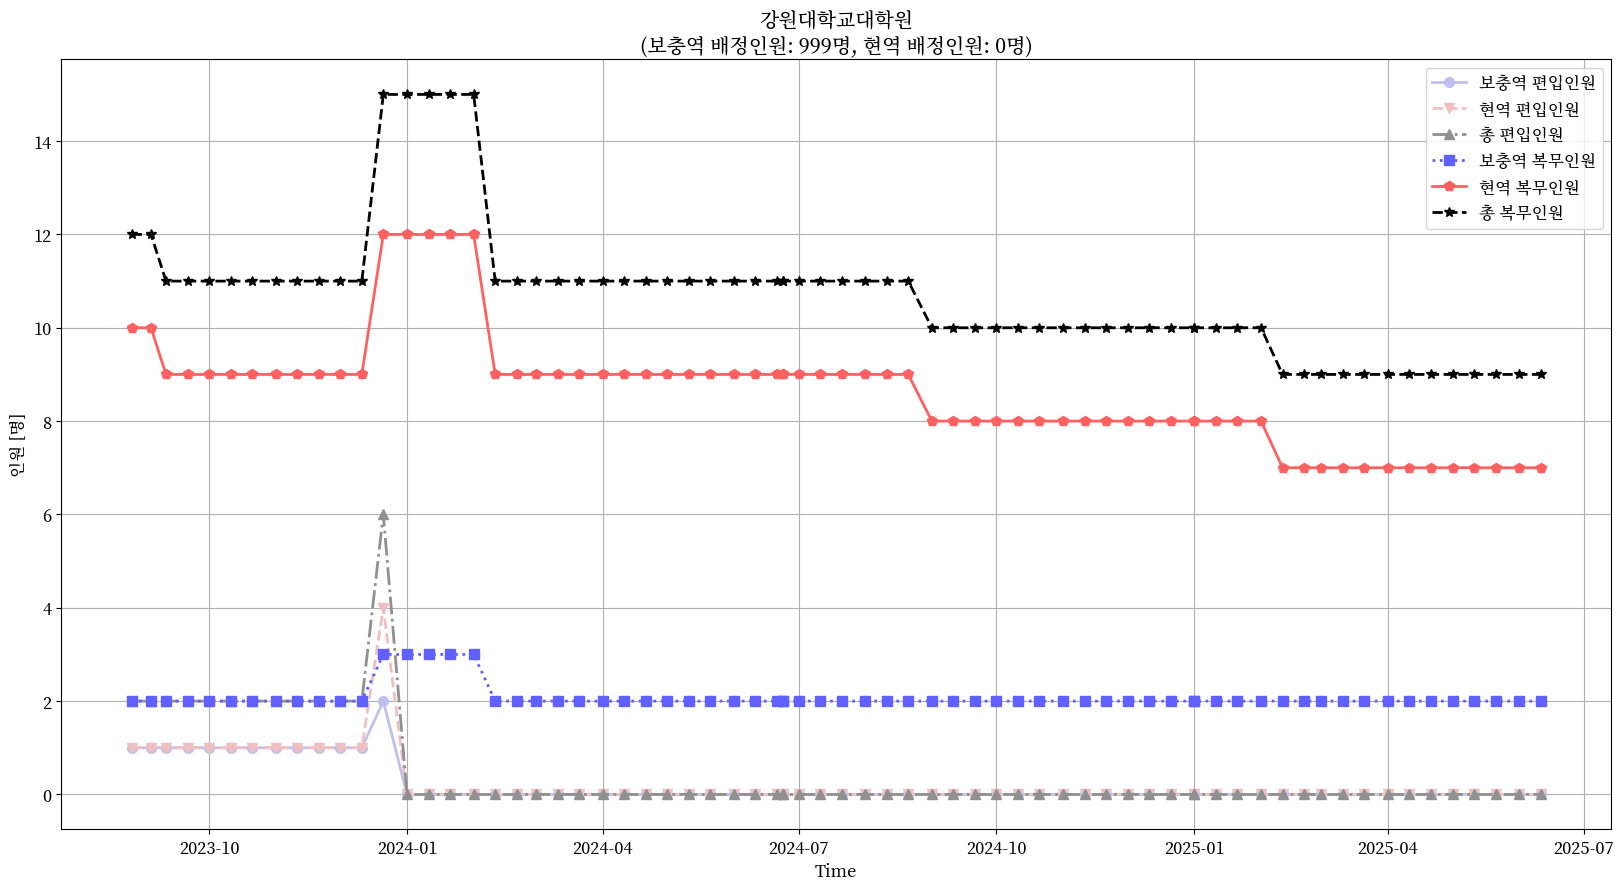 강원대학교대학원
(보충역 배정인원: 999명, 현역 배정인원: 0명)
보충역 편입인원
현역 편입인원
총 편입인원
보충역 복무인원
현역 복무인원
총 복무인원
인원 [명]
14
12
10
8
6
4
2
0
2023-10
2024-01
2024-04
2024-07
2024-10
2025-01
2025-04
2025-07
Time